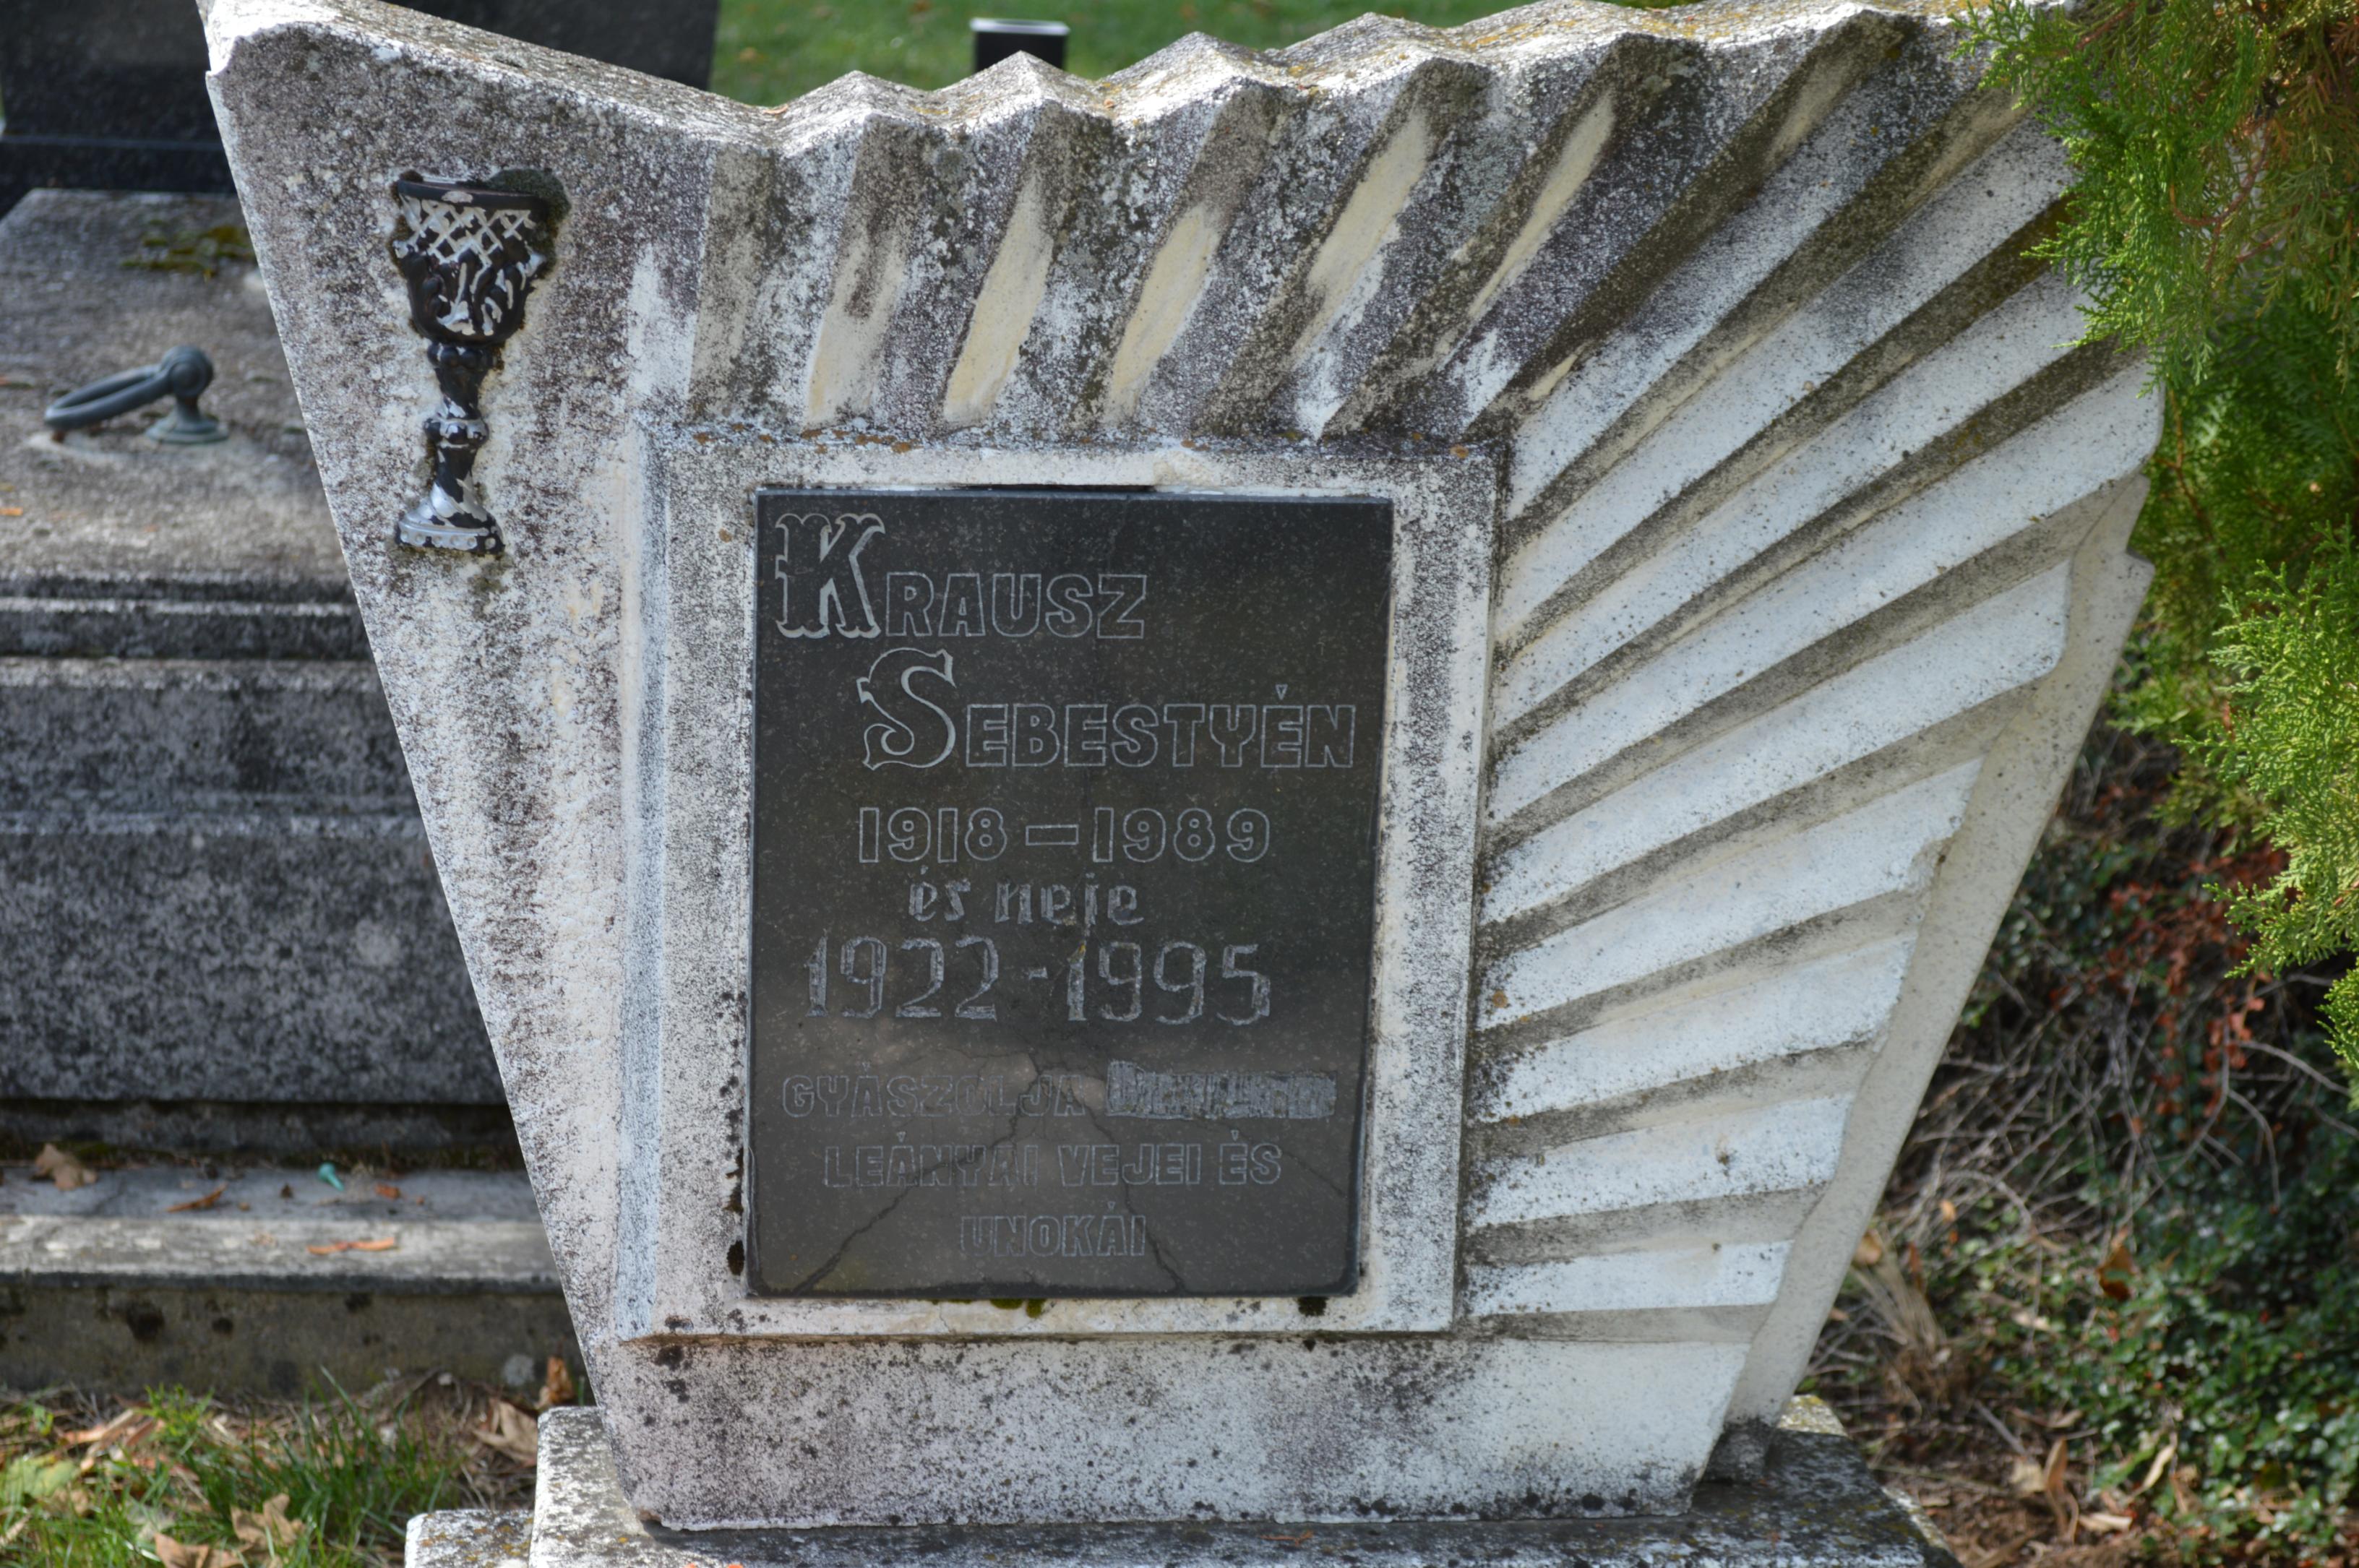 KRAUSZ
SEBESTYÉN
1918-1989
és neje
1922-1995
GYÁSZOLJA
LEÁNYAI VEJEI ÉS
UNOKÁI